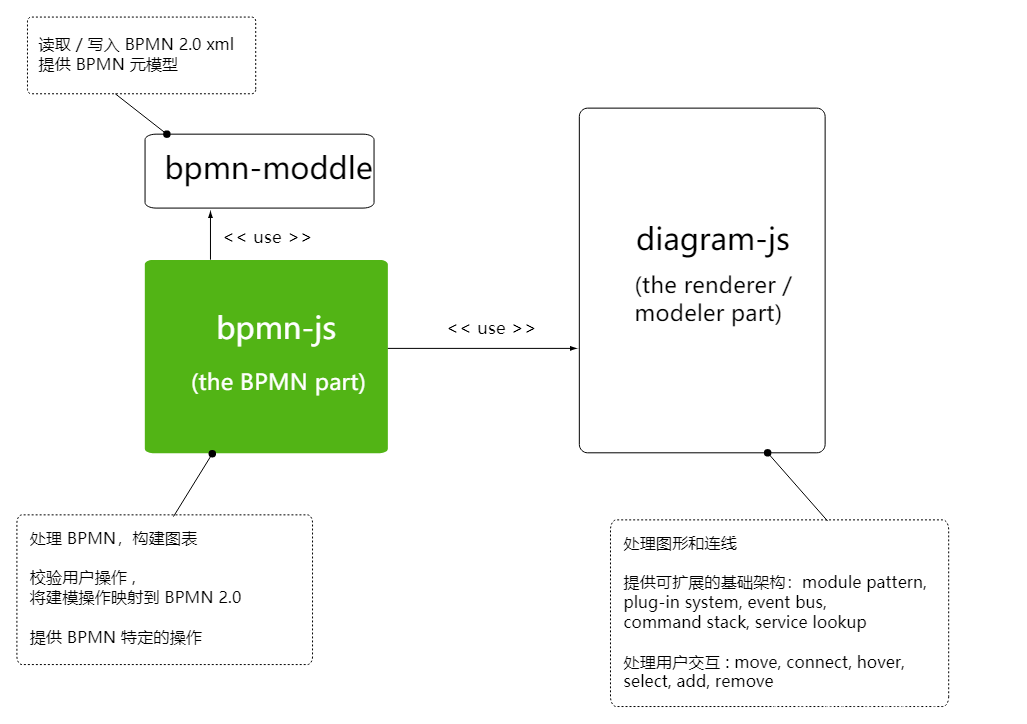 读取 / 写入 BPMN 2.0 xml
提供 BPMN 元模型
bpmn-moddle
<< use >>
bpmn-js
(the BPMN part)
<< use >>
diagram-js
(the renderer /
modeler part)
处理 BPMN，构建图表
校验用户操作 ,
将建模操作映射到 BPMN 2.0
提供 BPMN 特定的操作
处理图形和连线
提供可扩展的基础架构：module pattern,
plug-in system, event bus,
command stack, service lookup
处理用户交互 : move, connect, hover,
select, add, remove